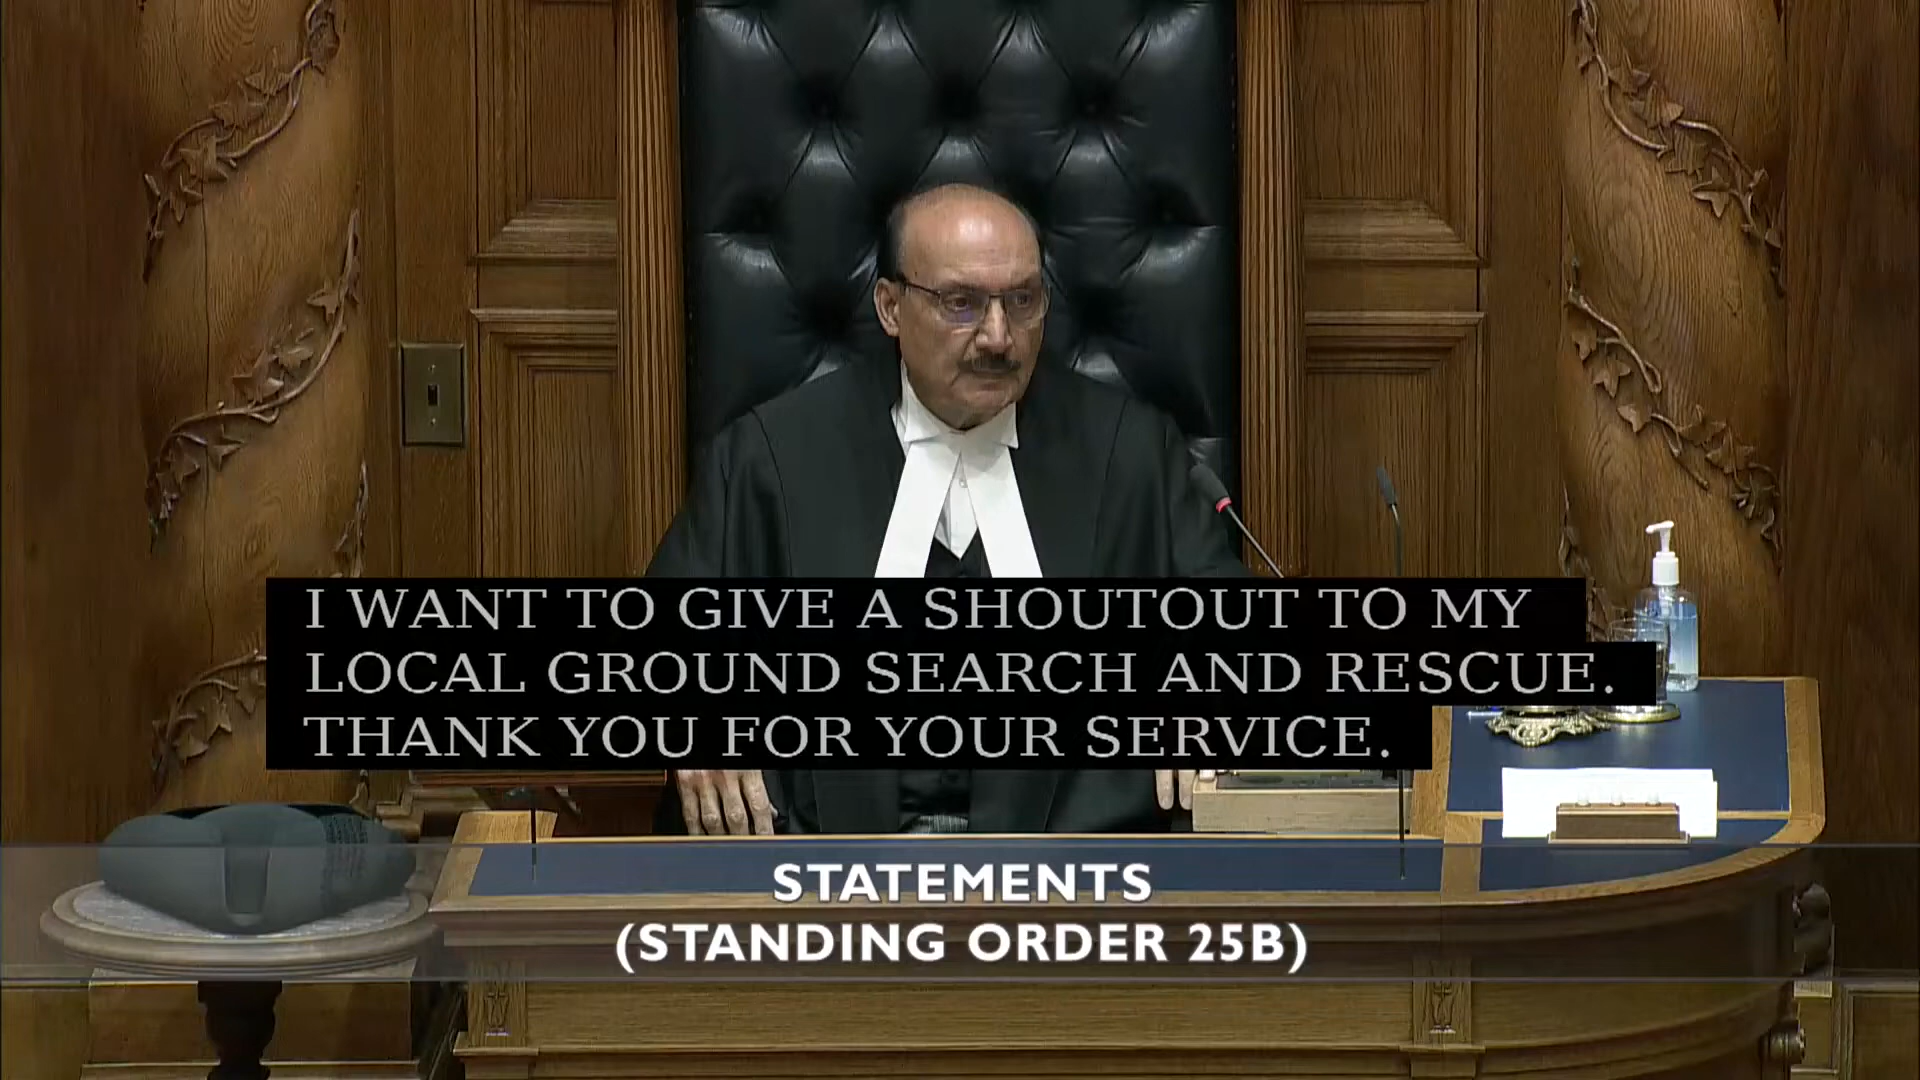 I WANT TO GIVE A SHOUTOUT TO MY
LOCAL GROUND SEARCH AND RESCUE.
THANK YOU FOR YOUR SERVICE.
STATEMENTS
(STANDING ORDER 25B)